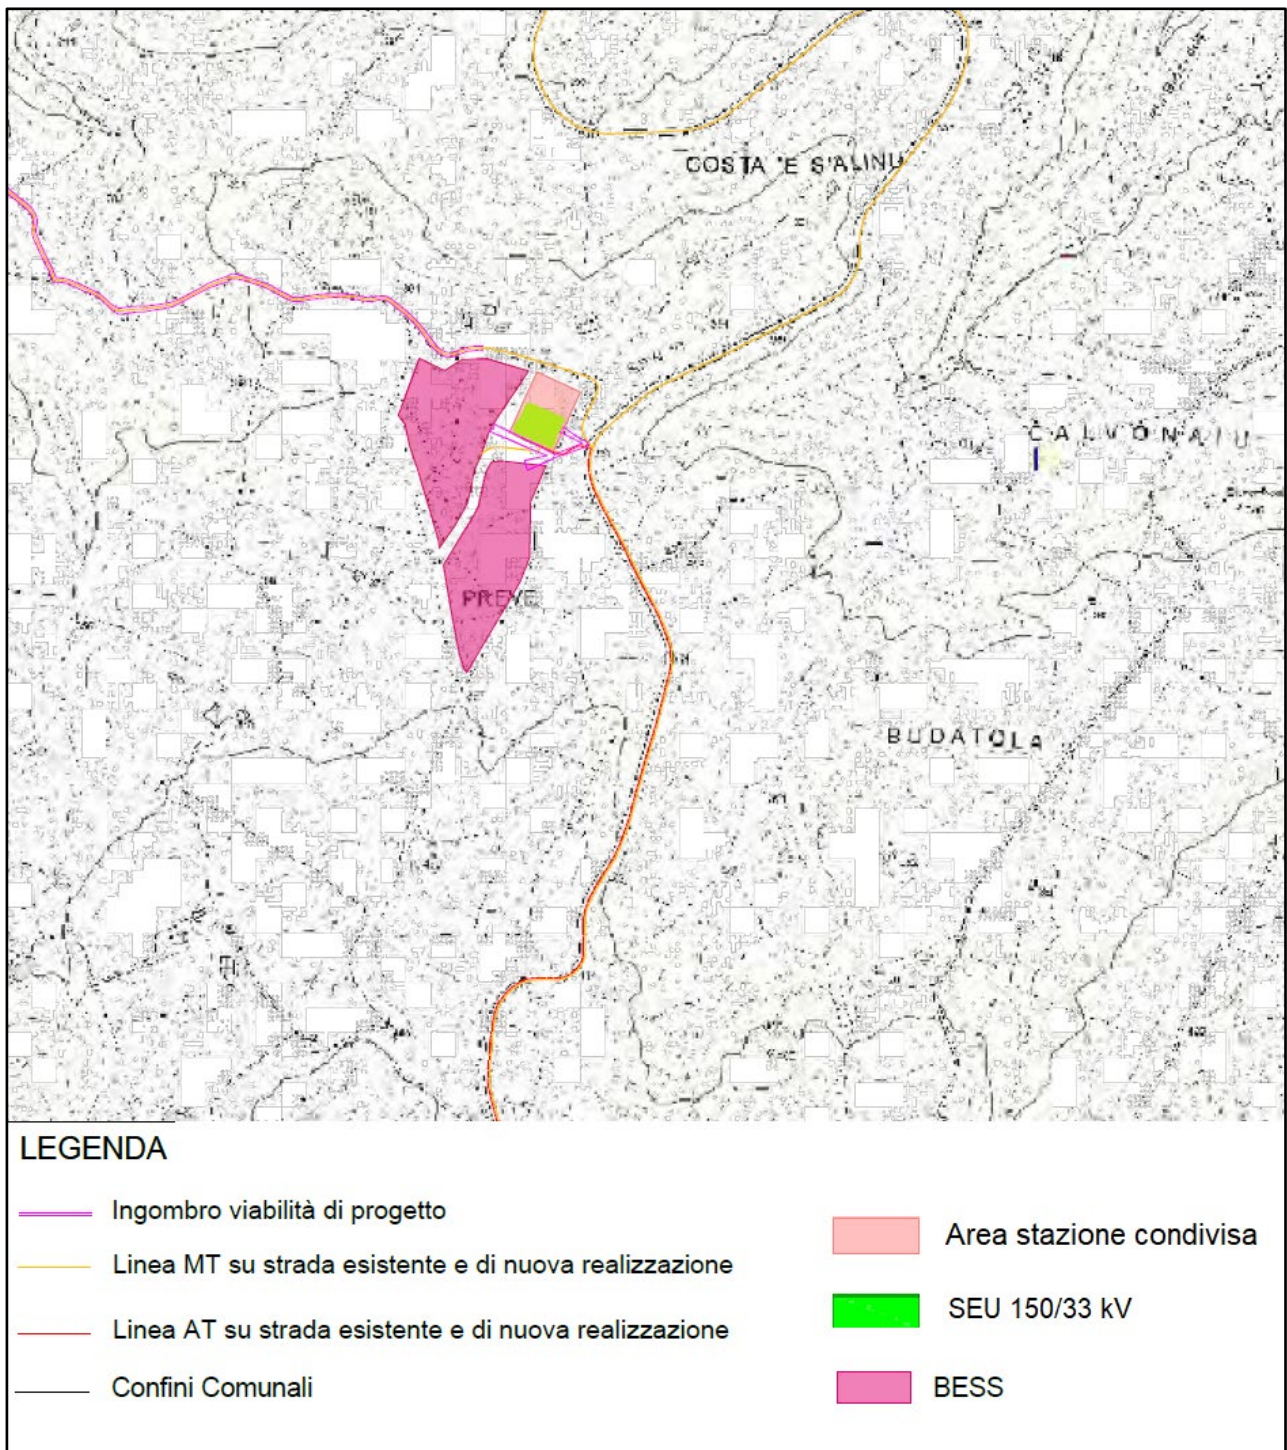 COSTA 'E S'ALINU
CALVONAIU
PREVE
BUDATOLA
LEGENDA
Ingombro viabilità di progetto
Linea MT su strada esistente e di nuova realizzazione
Linea AT su strada esistente e di nuova realizzazione
Confini Comunali
Area stazione condivisa
SEU 150/33 kV
BESS